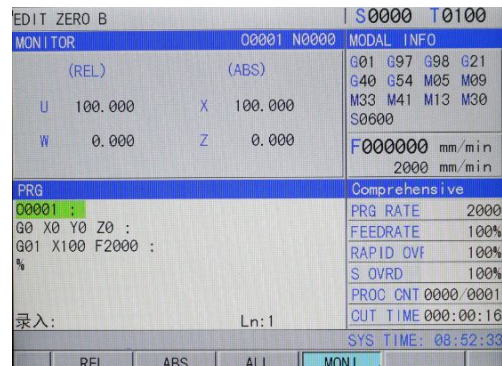 EDIT ZERO B
S0000 T0100
MONITOR O0001 N0000
(REL) (ABS)
U 100.000 X 100.000
W 0.000 Z 0.000
MODAL INFO
G01 G97 G98 G21
G40 G54 M05 M09
M33 M41 M13 M30
S0600
F000000 mm/min
2000 mm/min
PRG
O0001 ;
G0 X0 Y0 Z0 ;
G01 X100 F2000 ;
%
录入: Ln:1
Comprehensive
PRG RATE 2000
FEEDRATE 100%
RAPID OVF 100%
S OVRD 100%
PROC CNT 0000/0001
CUT TIME 000:00:16
SYS TIME: 08:52:33
REL ABS ALL MONI